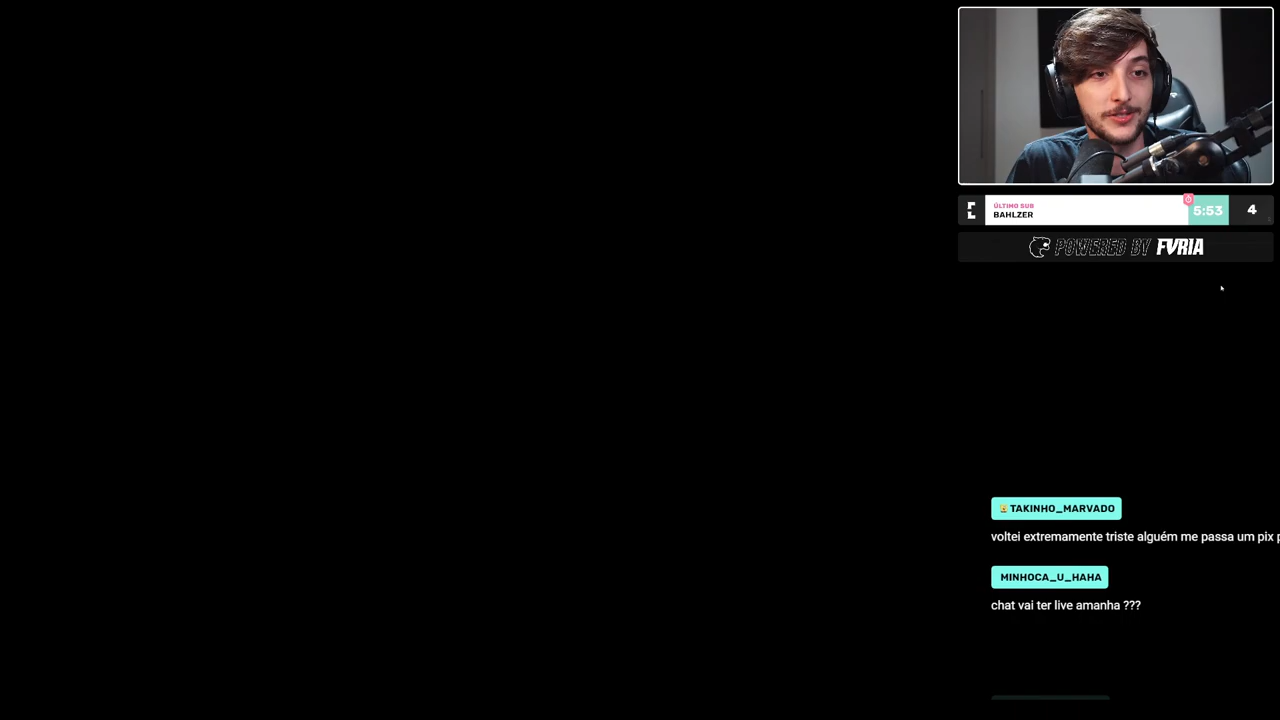 ÚLTIMO SUB
BAHLZER
5:53
4
POWERED BY FVRIA
TAKINHO_MARVADO
voltei extremamente triste alguém me passa um pix p
MINHOCA_U_HAHA
chat vai ter live amanha ???